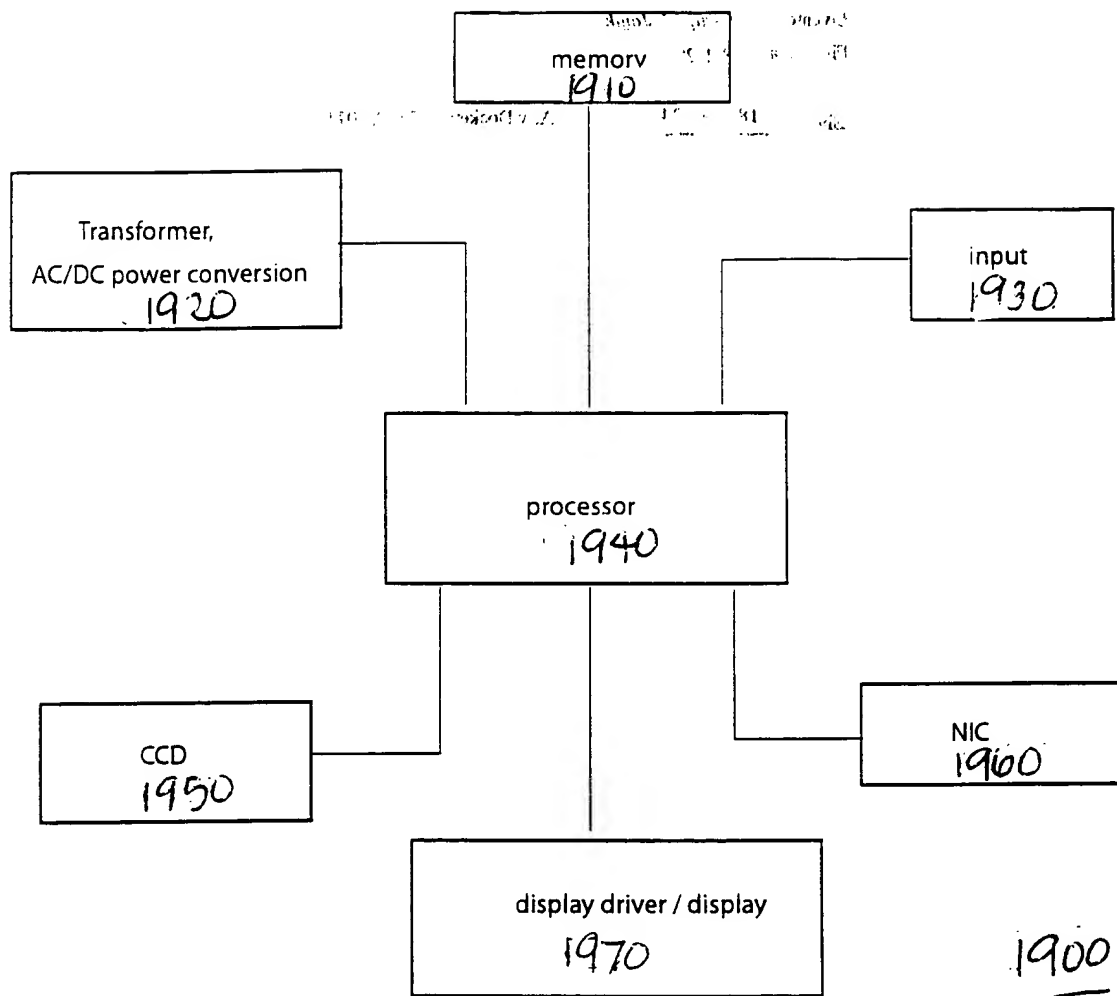 memory
1910
Transformer,
AC/DC power conversion
1920
input
1930
processor
1940
CCD
1950
NIC
1960
display driver / display
1970
1900